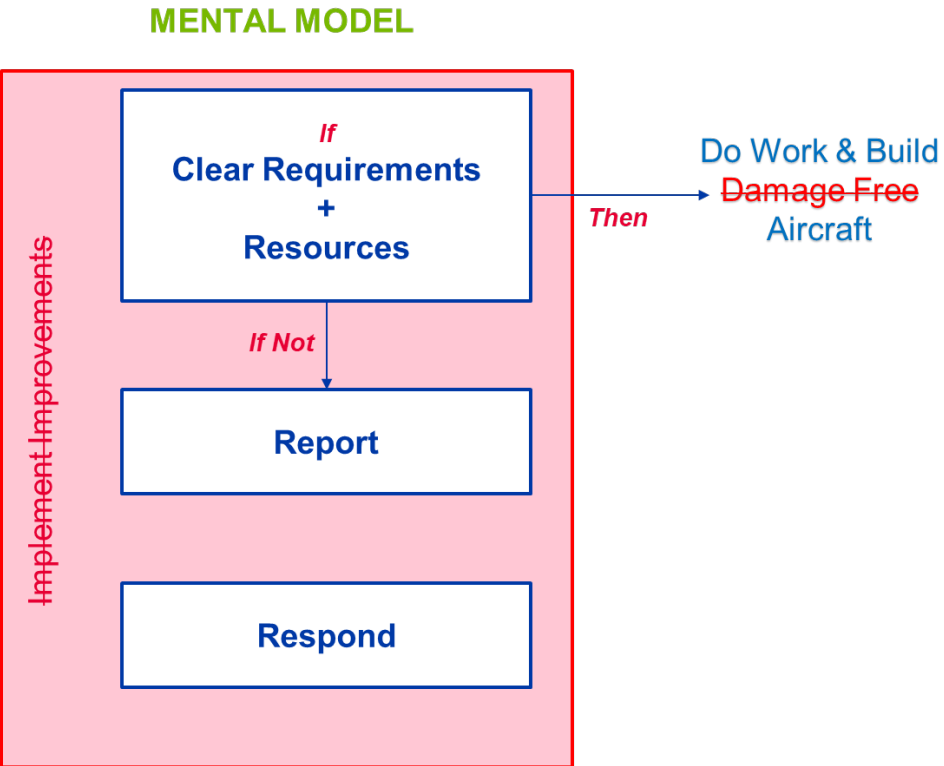 MENTAL MODEL
If
Clear Requirements
+
Resources
Then
Do Work & Build
Damage Free
Aircraft
If Not
Implement Improvements
Report
Respond